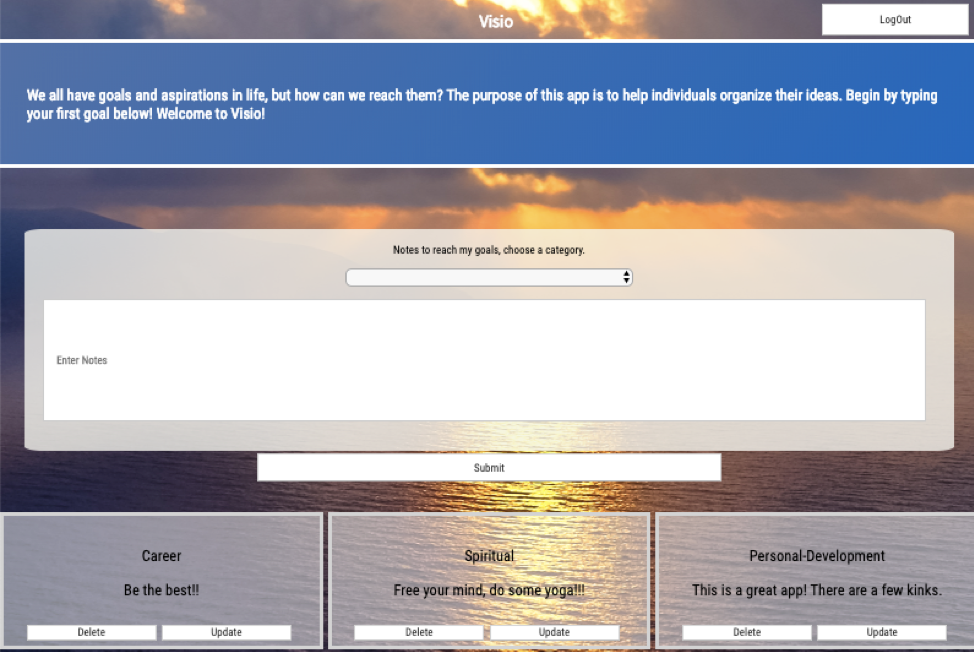 Visio
LogOut
We all have goals and aspirations in life, but how can we reach them? The purpose of this app is to help individuals organize their ideas. Begin by typing
your first goal below! Welcome to Visio!
Notes to reach my goals, choose a category.
Enter Notes
Submit
Career
Be the best!!
Delete
Update
Spiritual
Free your mind, do some yoga!!!
Delete
Update
Personal-Development
This is a great app! There are a few kinks.
Delete
Update